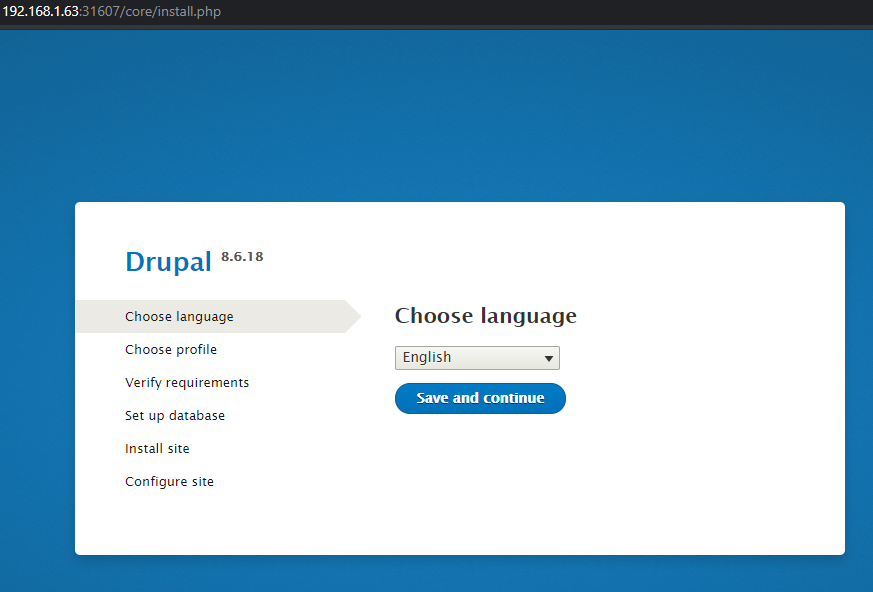 192.168.1.63:31607/core/install.php
Drupal 8.6.18
Choose language
Choose profile
Verify requirements
Set up database
Install site
Configure site
Choose language
English
Save and continue